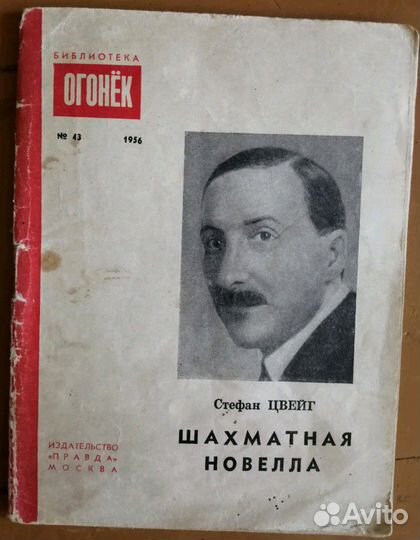 БИБЛИОТЕКА
ОГОНЁК
№ 43 1956
Стефан ЦВЕЙГ
ШАХМАТНАЯ
НОВЕЛЛА
ИЗДАТЕЛЬСТВО
«ПРАВДА»
МОСКВА
Avito